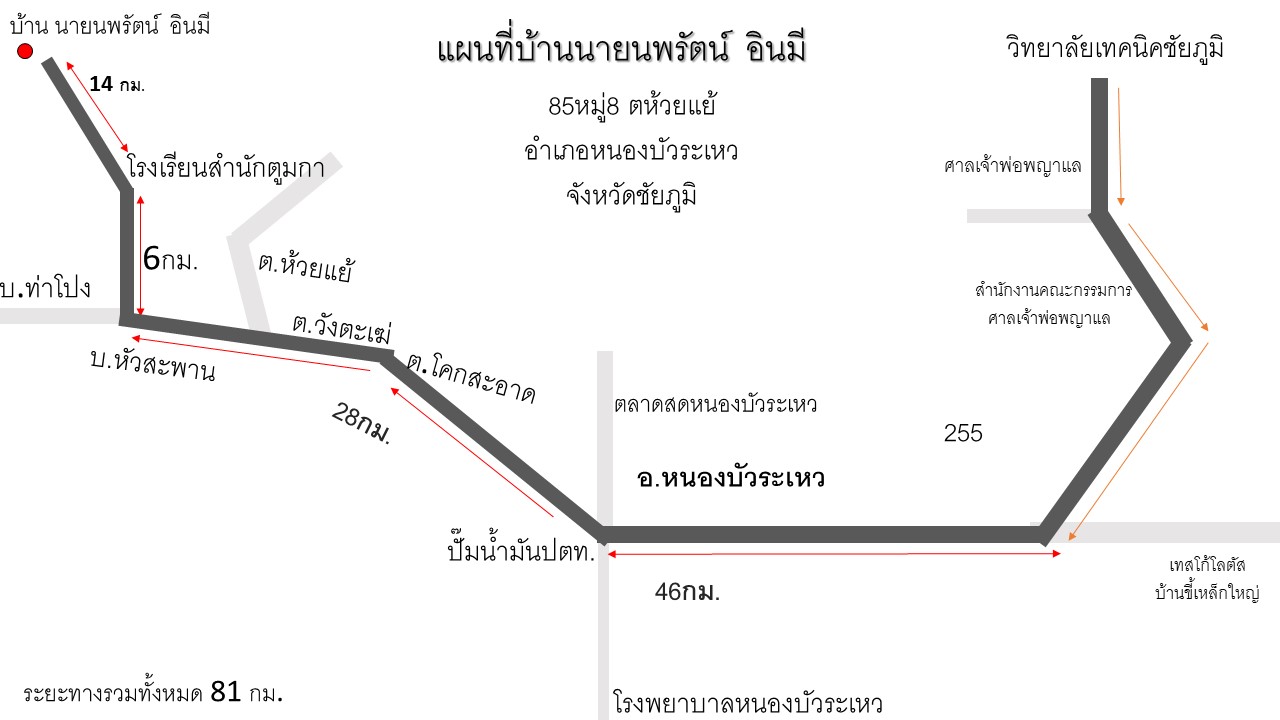 บ้าน นายนพรัตน์ อินมี
แผนที่บ้านนายนพรัตน์ อินมี
วิทยาลัยเทคนิคชัยภูมิ
14 กม.
85หมู่8 ตห้วยแย้
อำเภอหนองบัวระเหว
จังหวัดชัยภูมิ
โรงเรียนสำนักตูมกา
ศาลเจ้าพ่อพญาแล
6กม.
ต.ห้วยแย้
บ.ท่าโปง
สำนักงานคณะกรรมการ
ศาลเจ้าพ่อพญาแล
ต.วังตะเฆ่
บ.หัวสะพาน
ต.โคกสะอาด
28กม.
ตลาดสดหนองบัวระเหว
255
อ.หนองบัวระเหว
ปั๊มน้ำมันปตท.
46กม.
เทสโก้โลตัส
บ้านขี้เหล็กใหญ่
ระยะทางรวมทั้งหมด 81 กม.
โรงพยาบาลหนองบัวระเหว